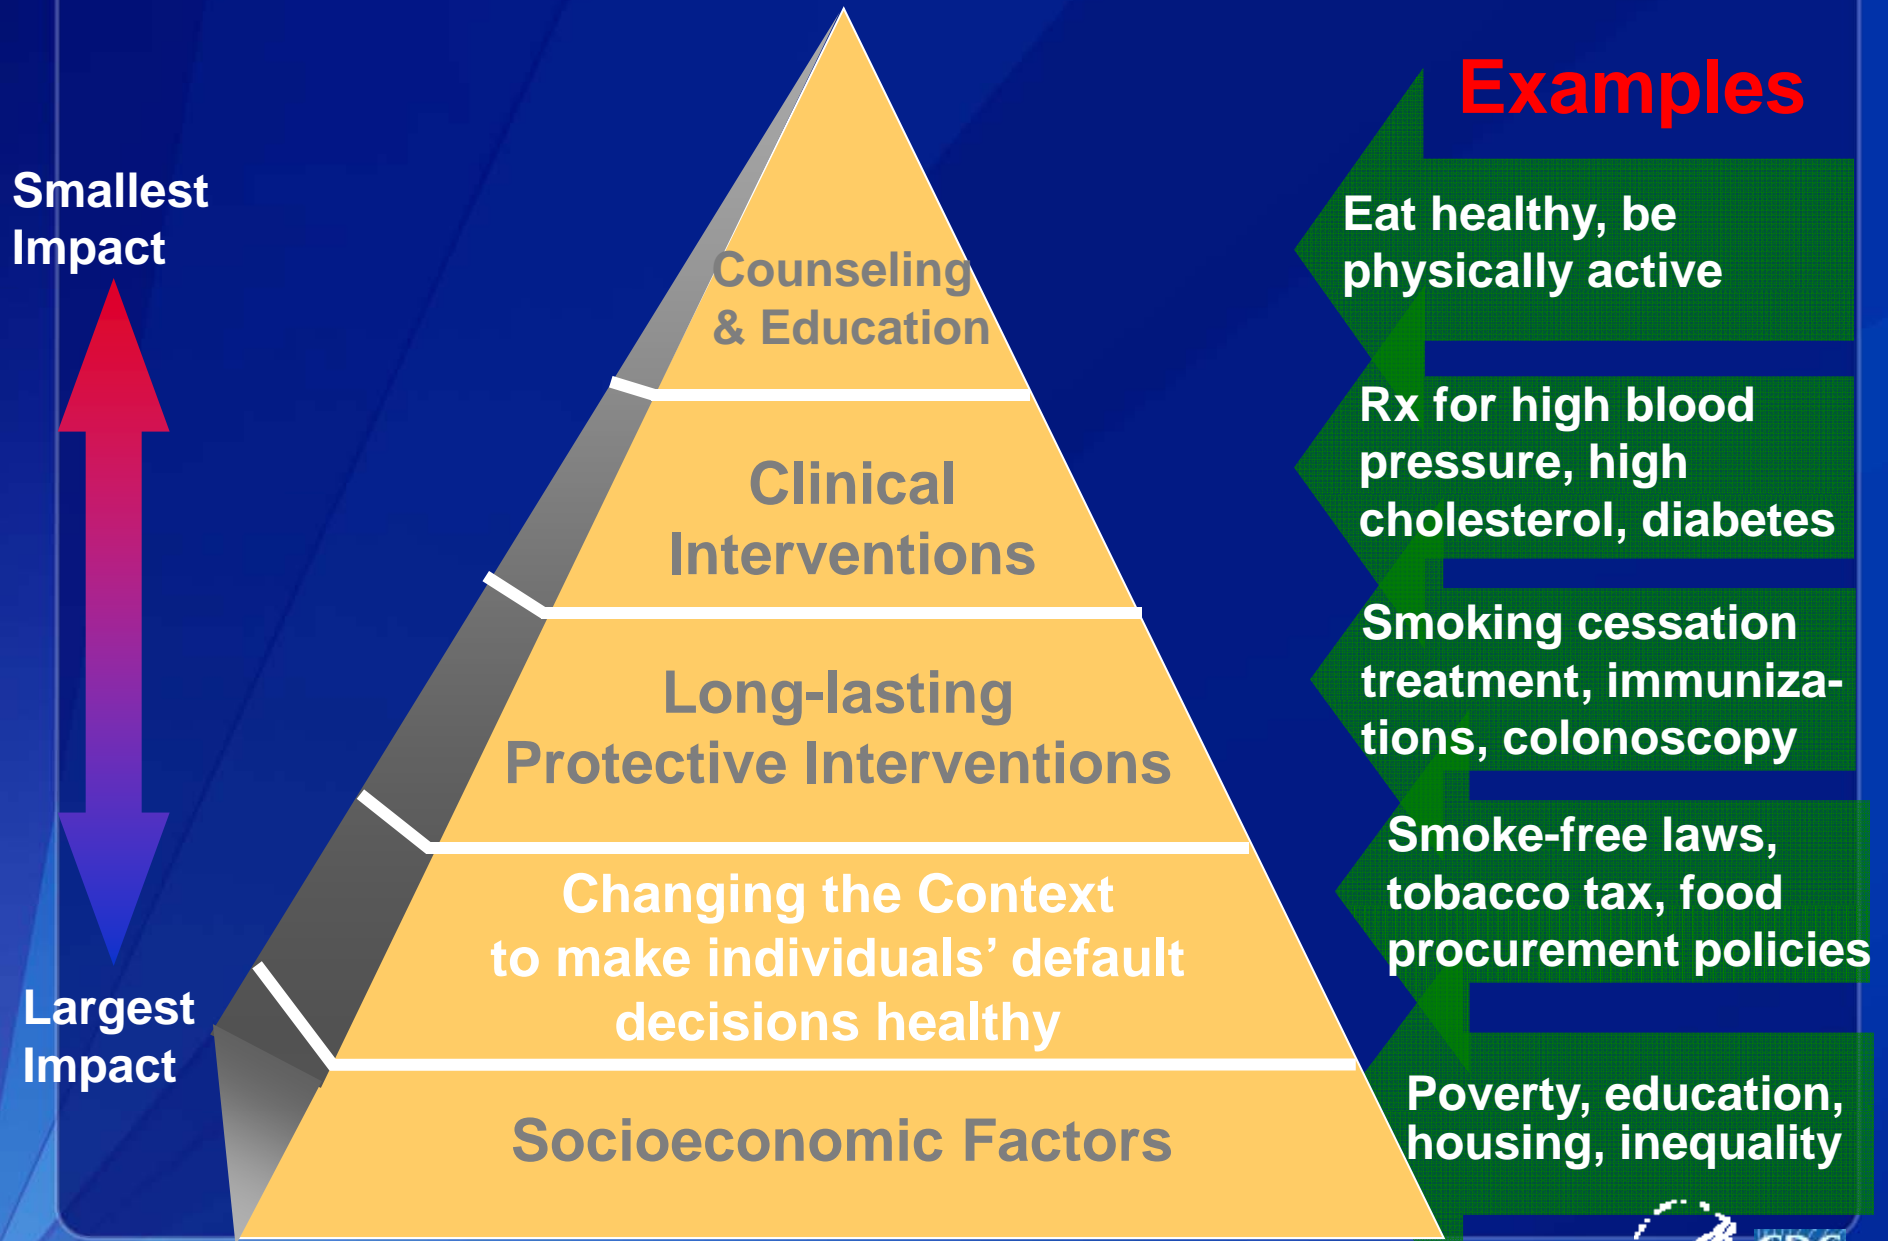 Examples
Smallest
Impact
Counseling
& Education
Eat healthy, be
physically active
Clinical
Interventions
Rx for high blood
pressure, high
cholesterol, diabetes
Long-lasting
Protective Interventions
Smoking cessation
treatment, immuniza-
tions, colonoscopy
Changing the Context
to make individuals’ default
decisions healthy
Smoke-free laws,
tobacco tax, food
procurement policies
Largest
Impact
Socioeconomic Factors
Poverty, education,
housing, inequality